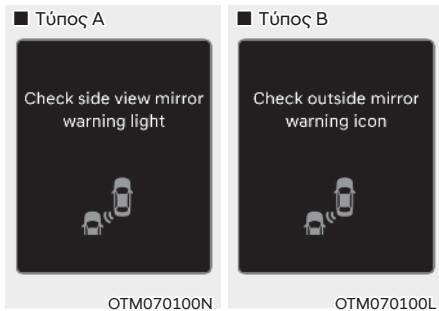 ■ Τύπος A
Check side view mirror
warning light
OTM070100N
■ Τύπος B
Check outside mirror
warning icon
OTM070100L